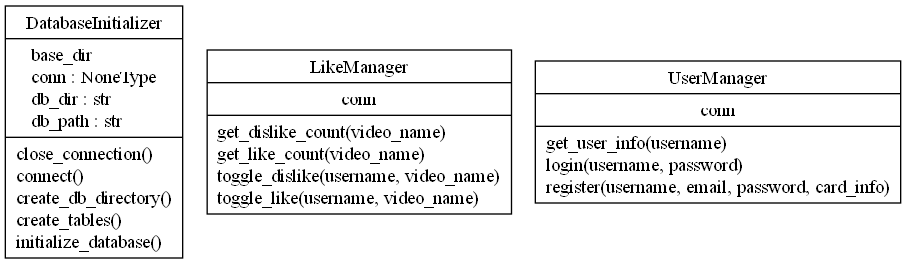 DatabaseInitializer
base_dir
conn : NoneType
db_dir : str
db_path : str
close_connection()
connect()
create_db_directory()
create_tables()
initialize_database()
LikeManager
conn
get_dislike_count(video_name)
get_like_count(video_name)
toggle_dislike(username, video_name)
toggle_like(username, video_name)
UserManager
conn
get_user_info(username)
login(username, password)
register(username, email, password, card_info)